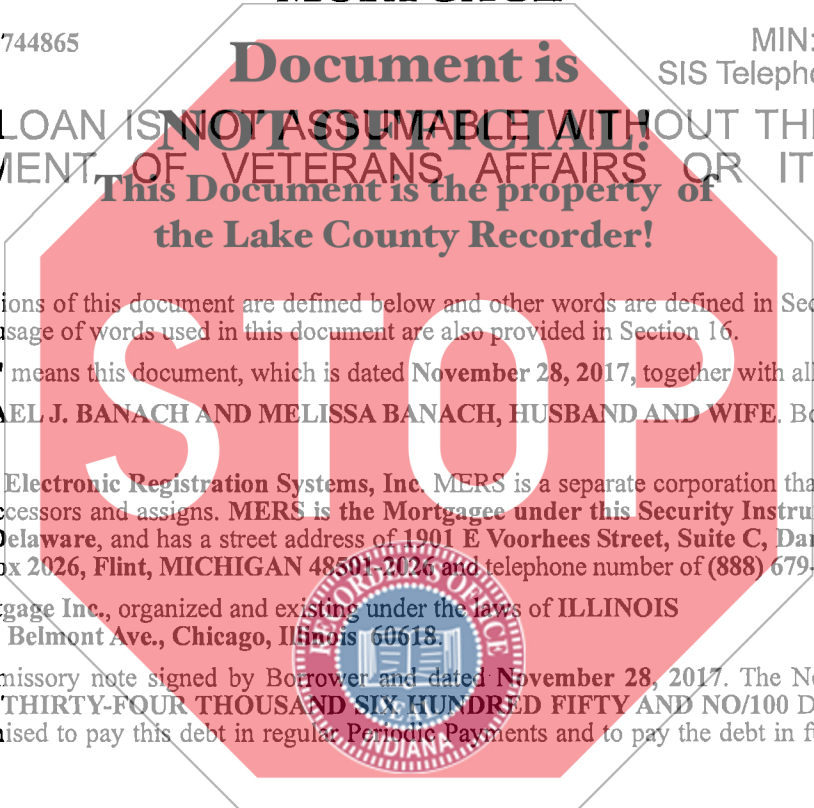 744865
MIN:
SIS Telepho
Document is
NOT OFFICIAL!
This Document is the property of
the Lake County Recorder!
LOAN IS NOT ASSUMABLE WITHOUT TH
MENT OF VETERANS AFFAIRS OR IT
ions of this document are defined below and other words are defined in Sec
usage of words used in this document are also provided in Section 16.
" means this document, which is dated November 28, 2017, together with all
AEL J. BANACH AND MELISSA BANACH, HUSBAND AND WIFE. Bo
STOP
Electronic Registration Systems, Inc. MERS is a separate corporation tha
ccessors and assigns. MERS is the Mortgagee under this Security Instru
Delaware, and has a street address of 1901 E Voorhees Street, Suite C, Dan
ox 2026, Flint, MICHIGAN 48501-2026 and telephone number of (888) 679-
gage Inc., organized and existing under the laws of ILLINOIS
Belmont Ave., Chicago, Illinois 60618.
RECORDER'S OFFICE
missory note signed by Borrower and dated November 28, 2017. The No
THIRTY-FOUR THOUSAND SIX HUNDRED FIFTY AND NO/100 D
nised to pay this debt in regular Periodic Payments and to pay the debt in fu
INDIANA